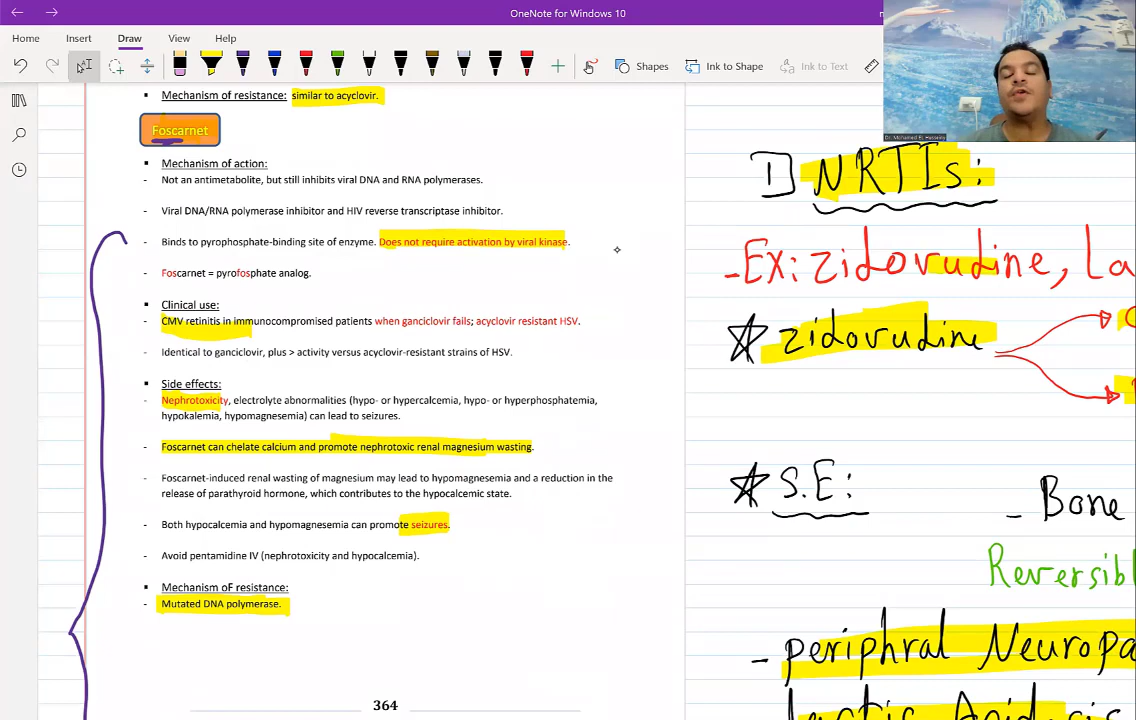 OneNote for Windows 10
Home Insert Draw View Help
Shapes Ink to Shape Ink to Text
Mechanism of resistance: similar to acyclovir.
Foscarnet
Mechanism of action:
- Not an antimetabolite, but still inhibits viral DNA and RNA polymerases.
- Viral DNA/RNA polymerase inhibitor and HIV reverse transcriptase inhibitor.
- Binds to pyrophosphate-binding site of enzyme. Does not require activation by viral kinase.
- Foscarnet = pyrofosphate analog.
Clinical use:
- CMV retinitis in immunocompromised patients when ganciclovir fails; acyclovir resistant HSV.
- Identical to ganciclovir, plus > activity versus acyclovir-resistant strains of HSV.
Side effects:
- Nephrotoxicity, electrolyte abnormalities (hypo- or hypercalcemia, hypo- or hyperphosphatemia,
hypokalemia, hypomagnesemia) can lead to seizures.
- Foscarnet can chelate calcium and promote nephrotoxic renal magnesium wasting.
- Foscarnet-induced renal wasting of magnesium may lead to hypomagnesemia and a reduction in the
release of parathyroid hormone, which contributes to the hypocalcemic state.
- Both hypocalcemia and hypomagnesemia can promote seizures.
- Avoid pentamidine IV (nephrotoxicity and hypocalcemia).
Mechanism oF resistance:
- Mutated DNA polymerase.
364
Dr. Mohamed EL Hosseiny
I) NRTIs:
- Ex: zidovudine, La
zidovudine
S.E:
- Bone
Reversibl
- periphral Neuropa
lactic Acidosis